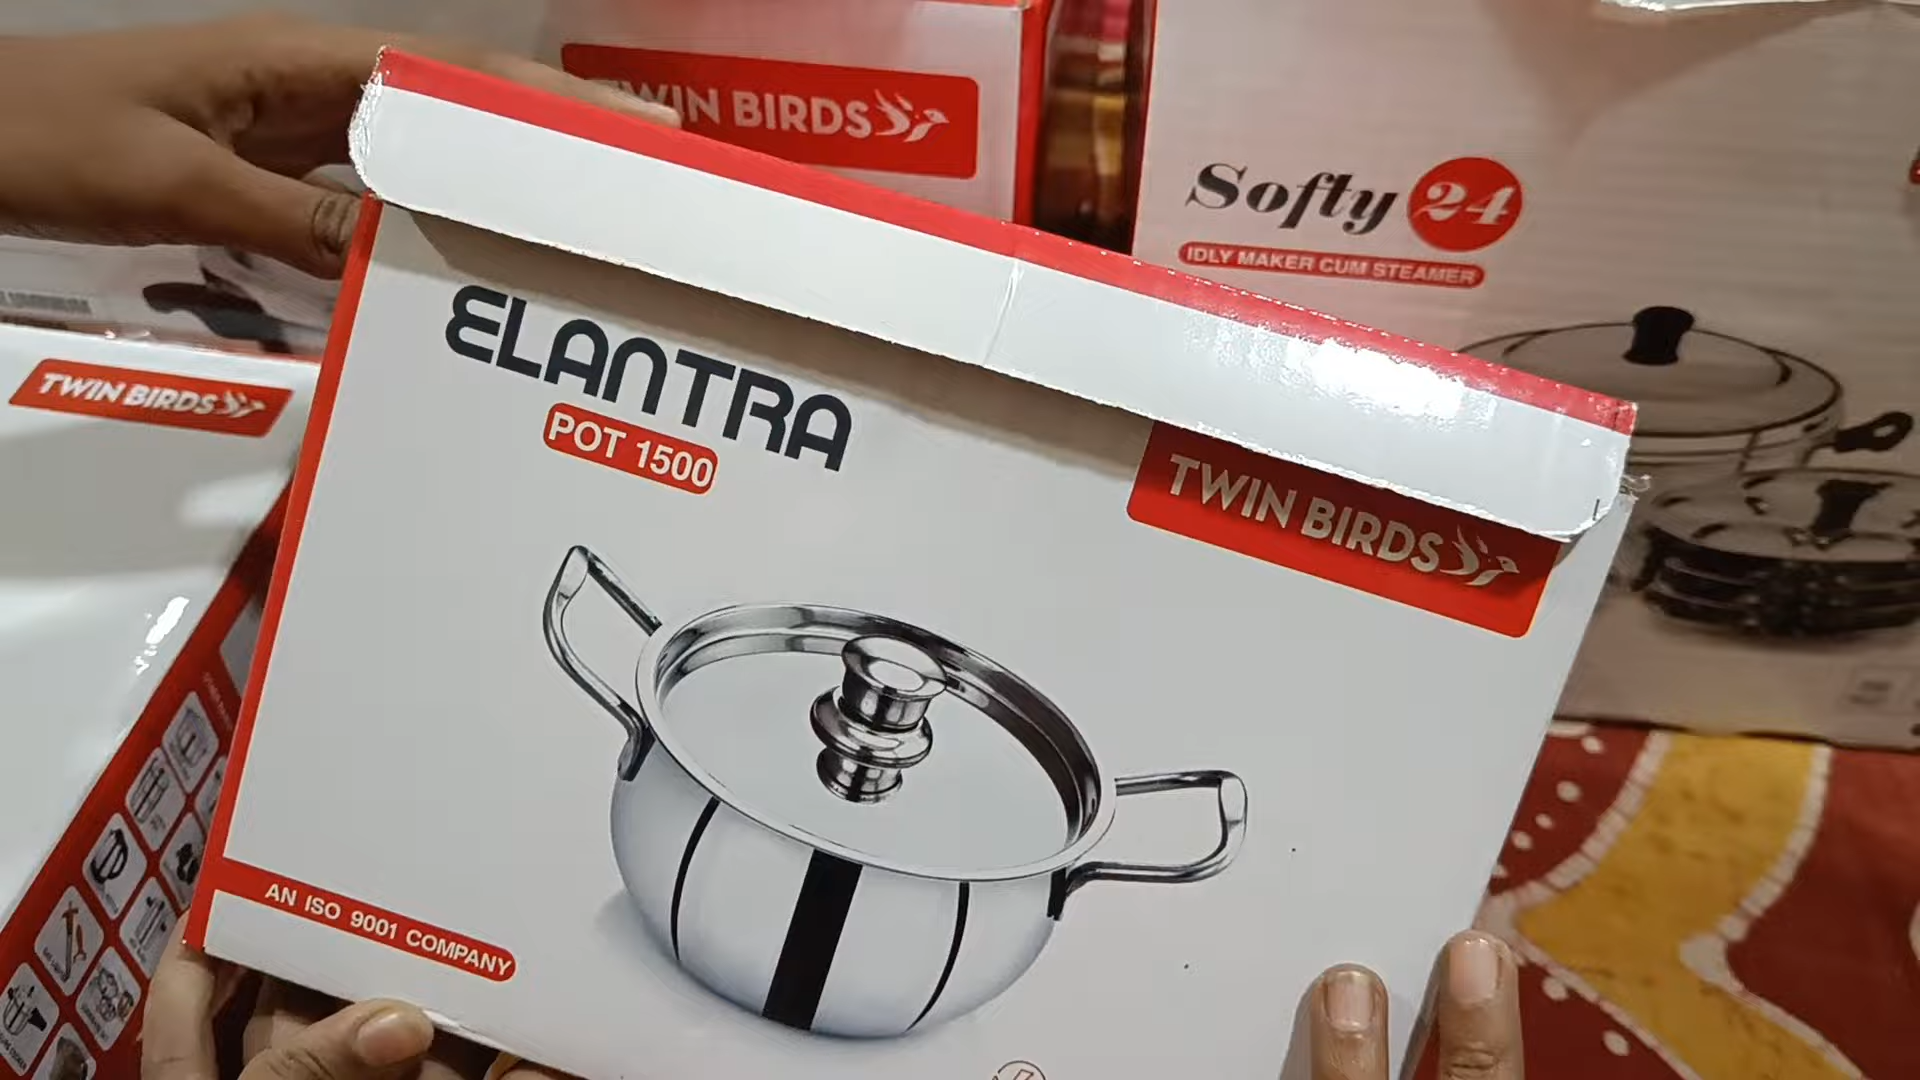 TWIN BIRDS
Softy 24
IDLY MAKER CUM STEAMER
TWIN BIRDS
ELANTRA
POT 1500
TWIN BIRDS
AN ISO 9001 COMPANY